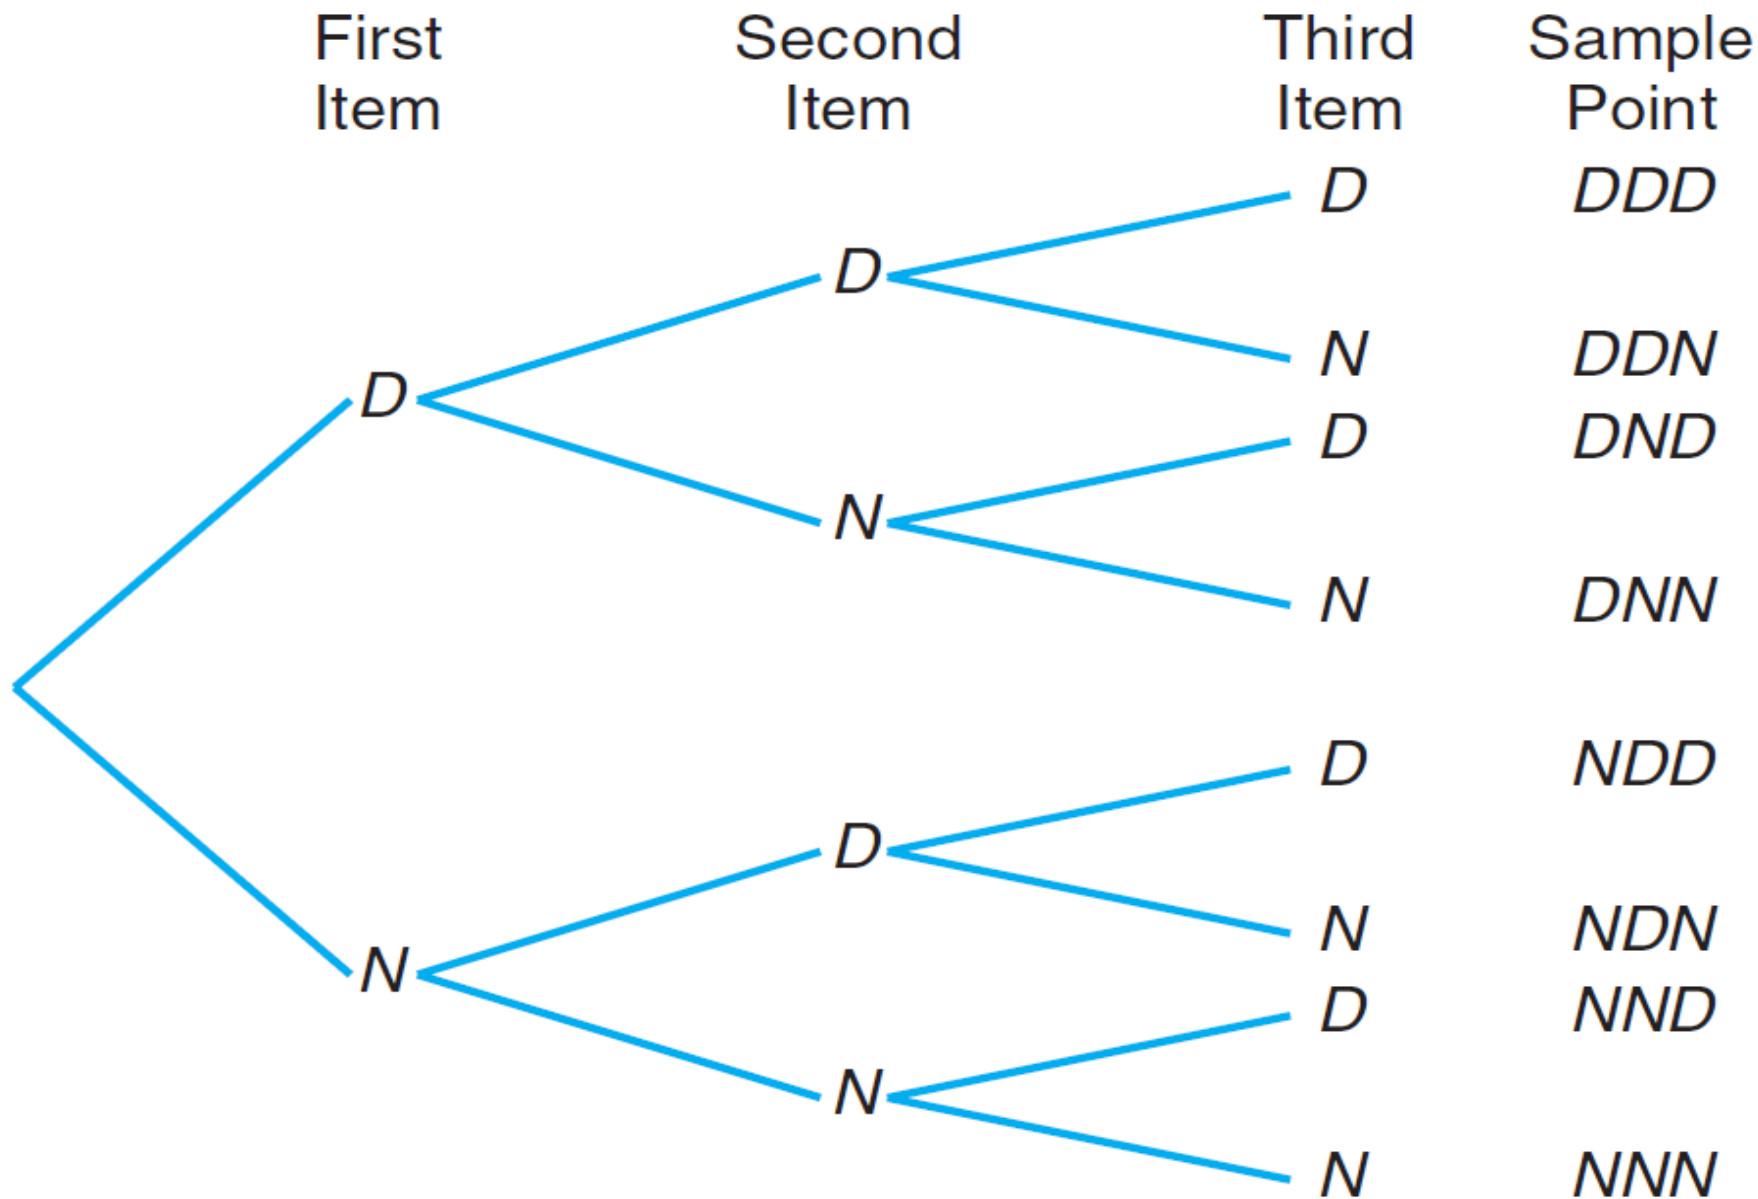 First Second Third Sample
Item Item Item Point
D DDD
D
N DDN
D
D DND
N
N DNN
D NDD
D
N NDN
N
D NND
N
N NNN